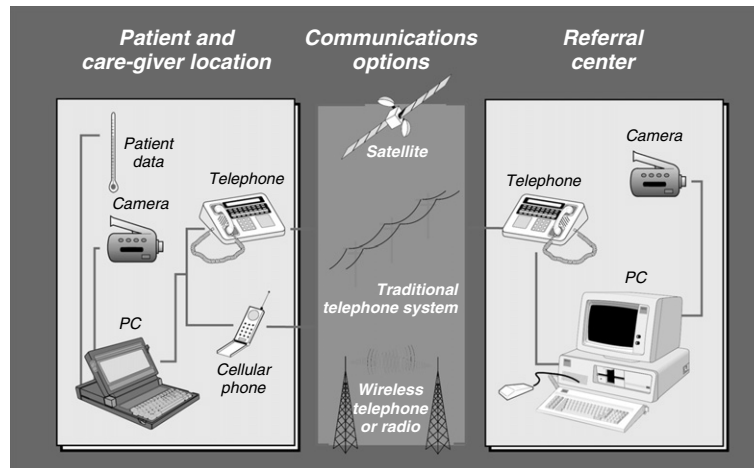 Patient and
care-giver location
Communications
options
Referral
center
Patient
data
Camera
Telephone
PC
Cellular
phone
Satellite
Traditional
telephone system
Wireless
telephone
or radio
Telephone
Camera
PC